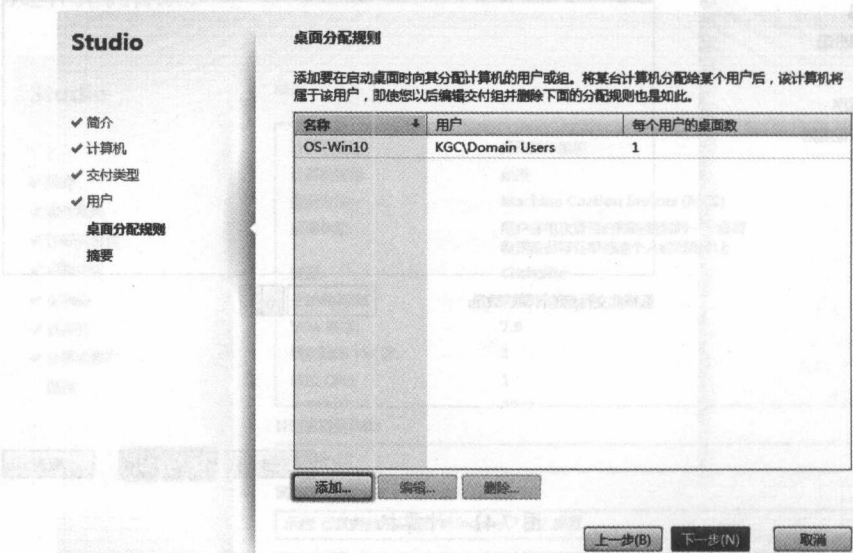 Studio
简介
计算机
交付类型
用户
桌面分配规则
摘要
桌面分配规则
添加要在启动桌面时向其分配计算机的用户或组。将某台计算机分配给某个用户后，该计算机将
属于该用户，即使您以后编辑交付组并删除下面的分配规则也是如此。
名称 用户 每个用户的桌面数
OS-Win10 KGC\Domain Users 1
添加... 编辑... 删除...
上一步(B) 下一步(N) 取消